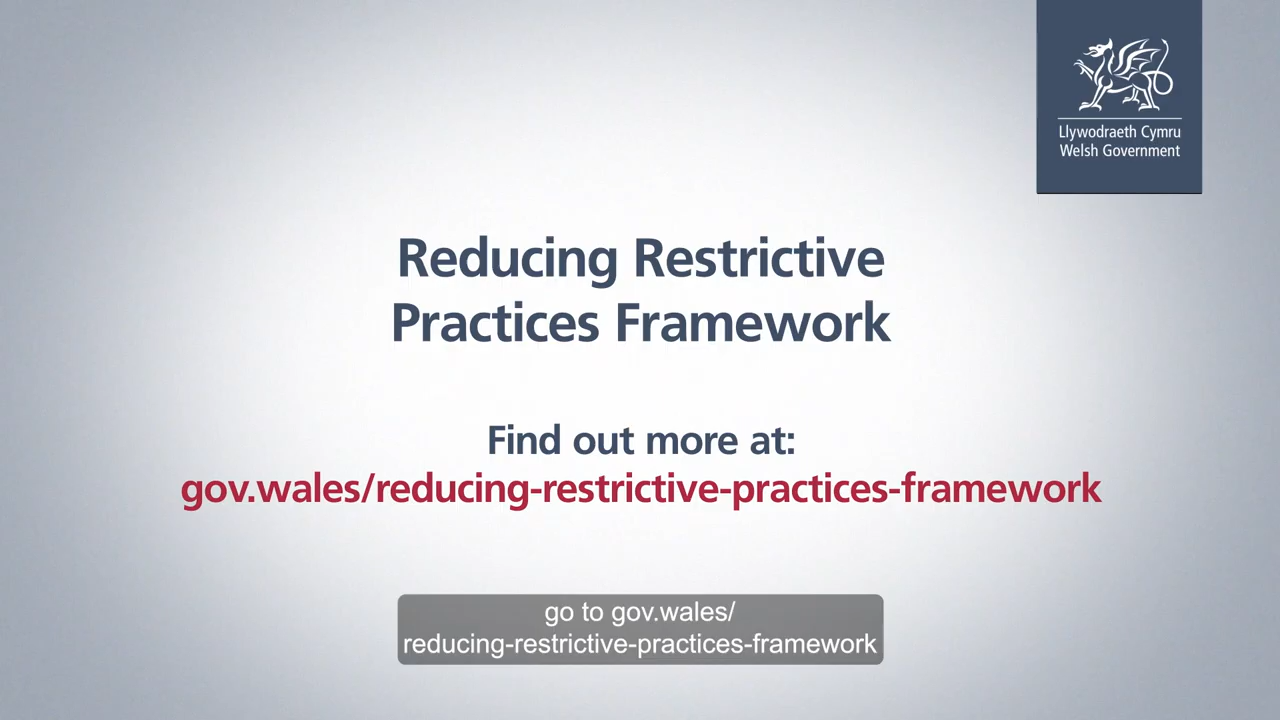 Llywodraeth Cymru
Welsh Government
Reducing Restrictive
Practices Framework
Find out more at:
gov.wales/reducing-restrictive-practices-framework
go to gov.wales/
reducing-restrictive-practices-framework